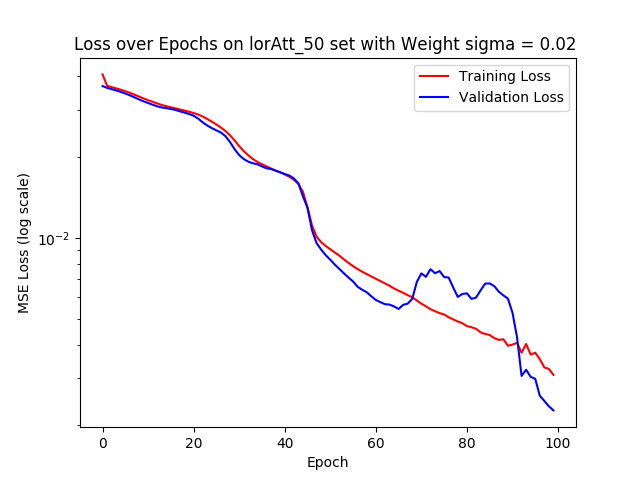 Loss over Epochs on lorAtt_50 set with Weight sigma = 0.02
Training Loss
Validation Loss
MSE Loss (log scale)
10⁻²
0 20 40 60 80 100
Epoch